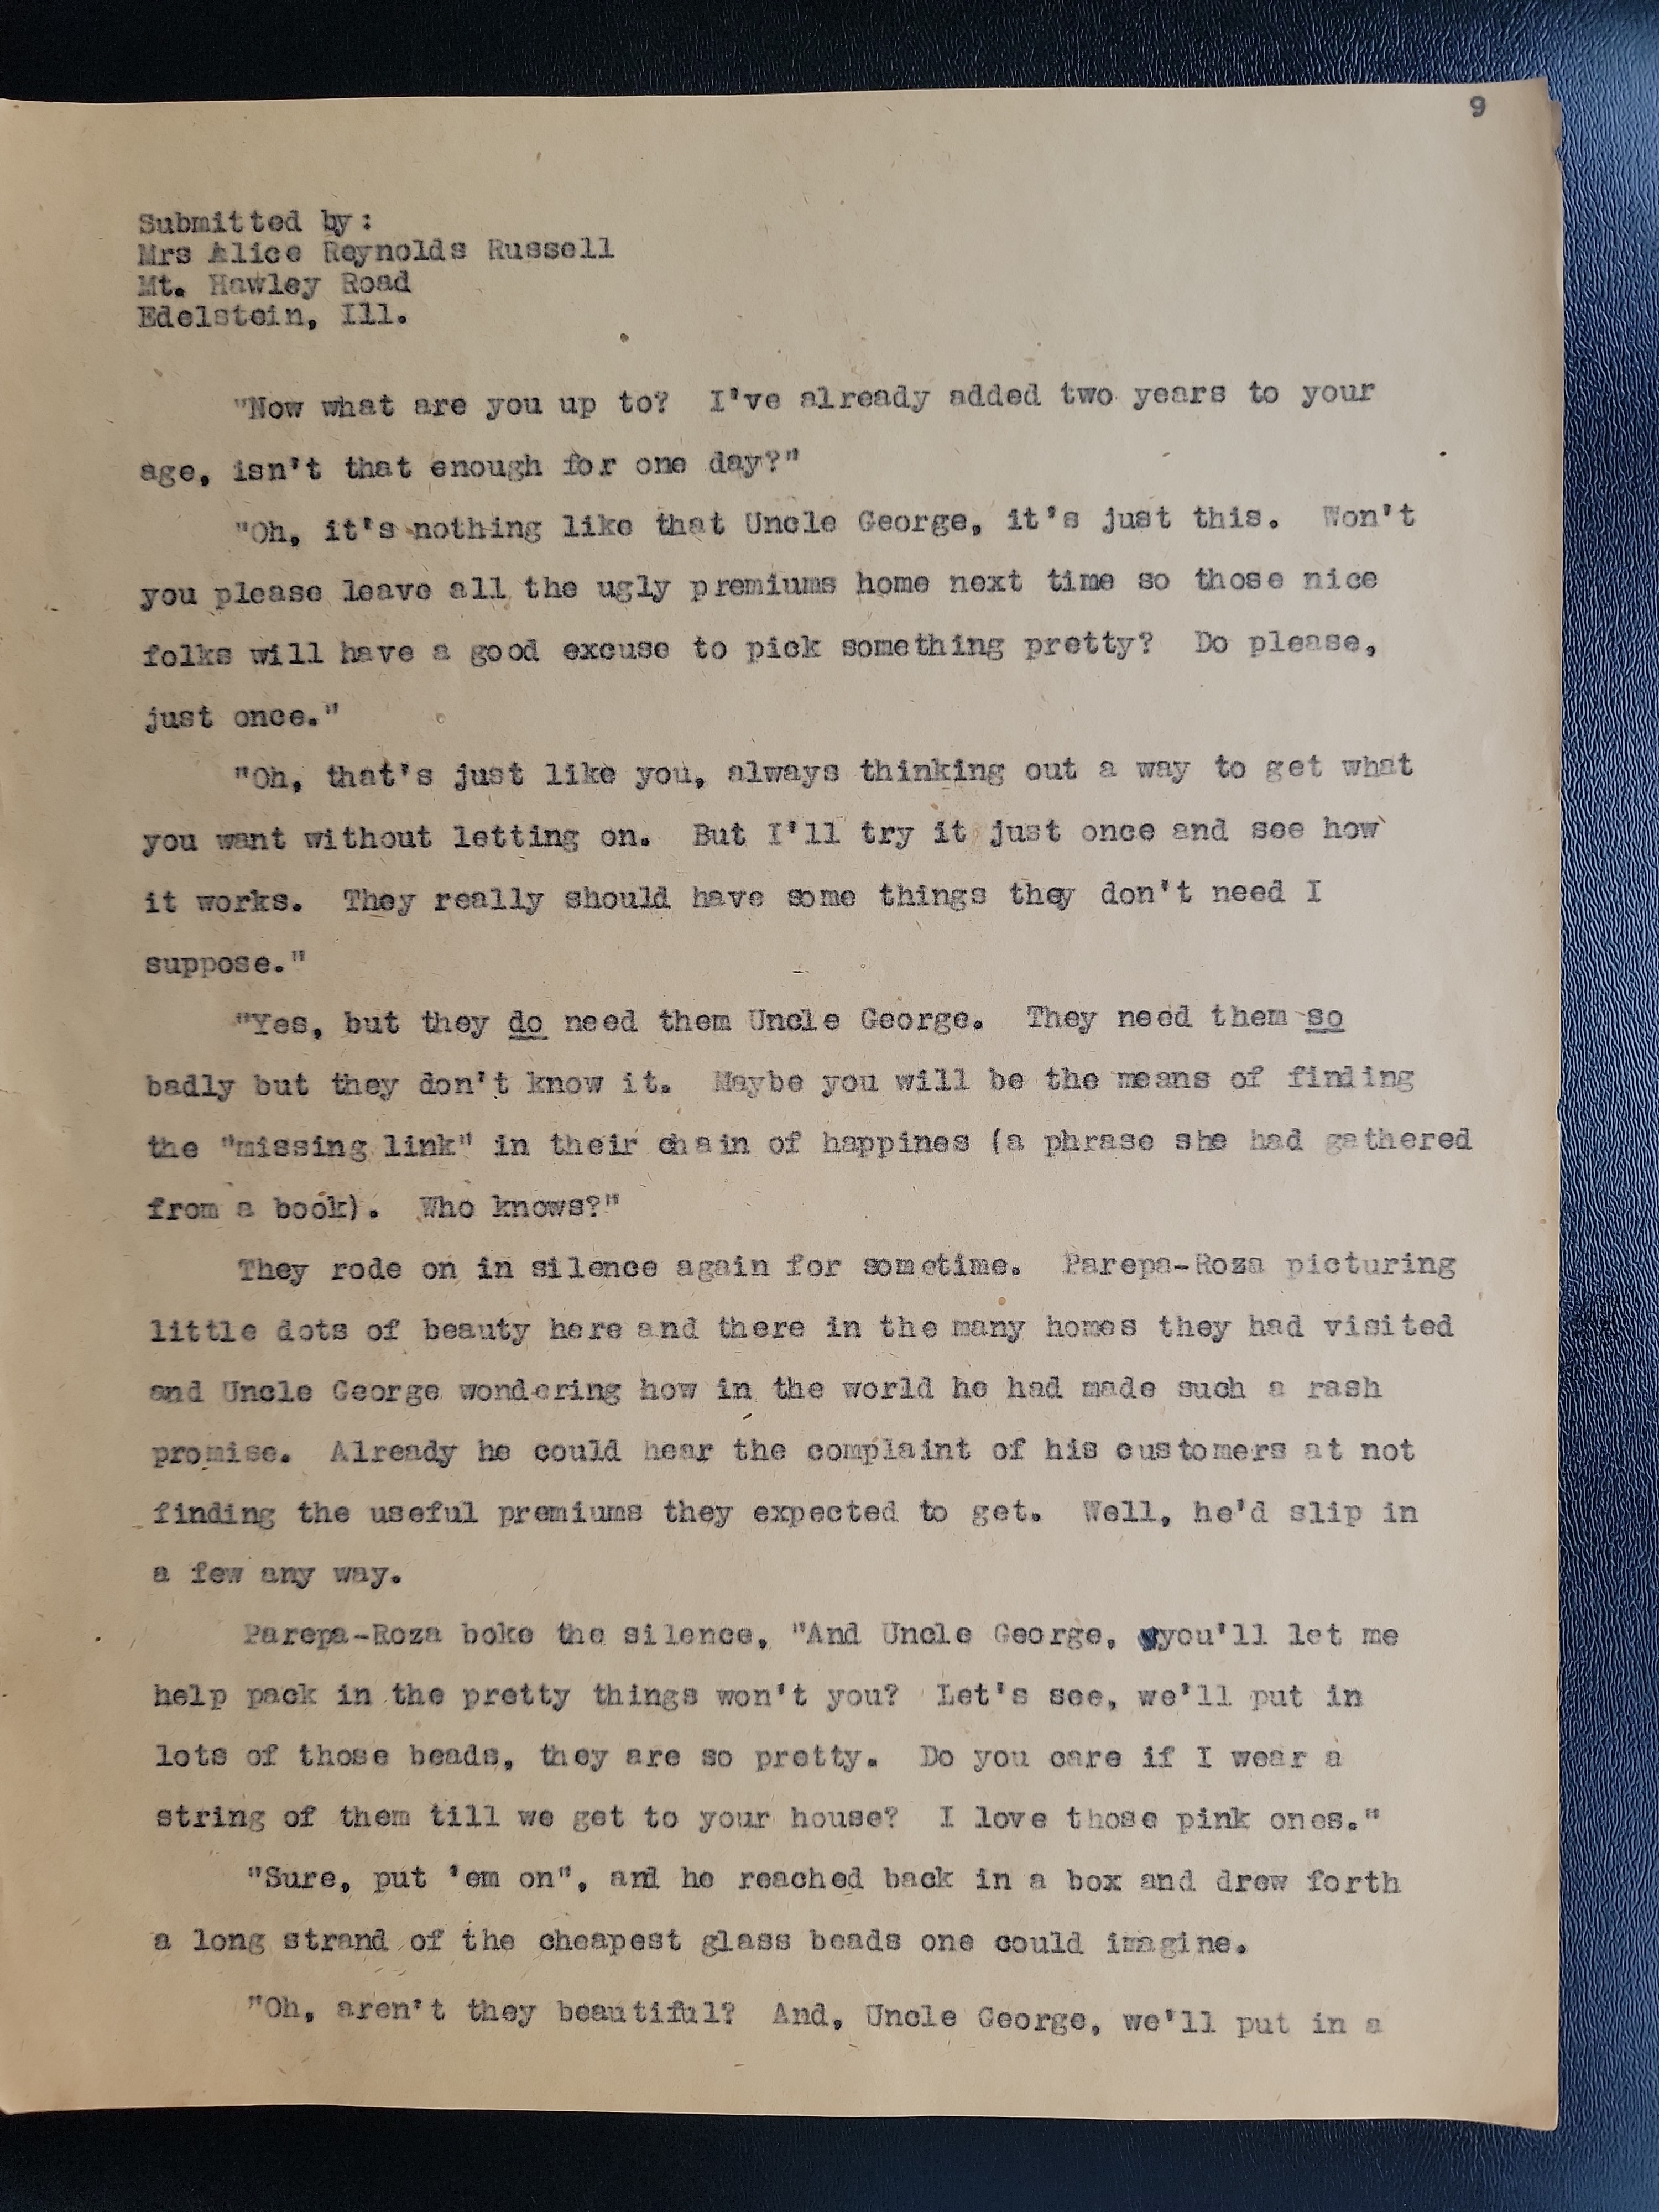 9
Submitted by:
Mrs Alice Reynolds Russell
Mt. Hawley Road
Edelstein, Ill.
"Now what are you up to? I've already added two years to your
age, isn't that enough for one day?"
"Oh, it's nothing like that Uncle George, it's just this. Won't
you please leave all the ugly premiums home next time so those nice
folks will have a good excuse to pick something pretty? Do please,
just once."
"Oh, that's just like you, always thinking out a way to get what
you want without letting on. But I'll try it just once and see how
it works. They really should have some things they don't need I
suppose."
"Yes, but they do need them Uncle George. They need them so
badly but they don't know it. Maybe you will be the means of finding
the "missing link" in their chain of happines (a phrase she had gathered
from a book). Who knows?"
They rode on in silence again for sometime. Parepa-Roza picturing
little dots of beauty here and there in the many homes they had visited
and Uncle George wondering how in the world he had made such a rash
promise. Already he could hear the complaint of his customers at not
finding the useful premiums they expected to get. Well, he'd slip in
a few any way.
Parepa-Roza boke the silence, "And Uncle George, you'll let me
help pack in the pretty things won't you? Let's see, we'll put in
lots of those beads, they are so pretty. Do you care if I wear a
string of them till we get to your house? I love those pink ones."
"Sure, put 'em on", and he reached back in a box and drew forth
a long strand of the cheapest glass beads one could imagine.
"Oh, aren't they beautiful? And, Uncle George, we'll put in a